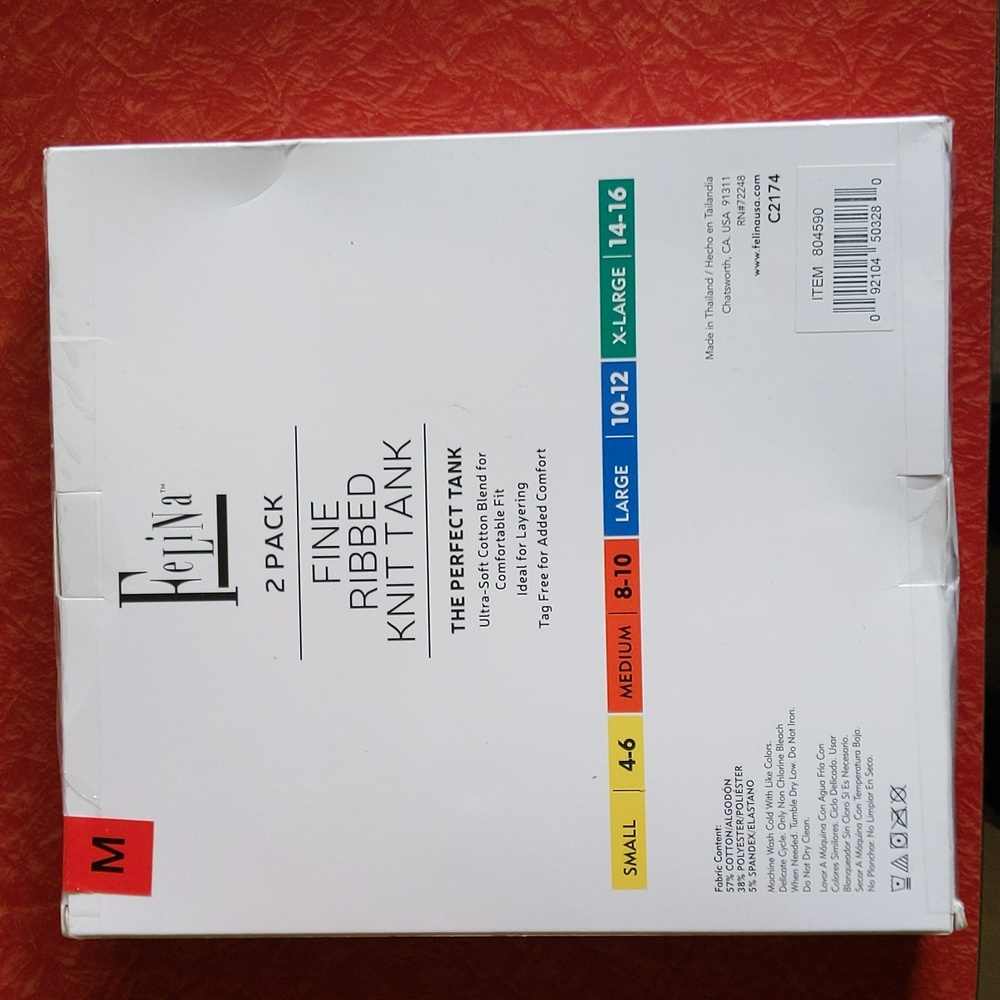 M
FeLiNa™
2 PACK
FINE
RIBBED
KNIT TANK
THE PERFECT TANK
Ultra-Soft Cotton Blend for
Comfortable Fit
Ideal for Layering
Tag Free for Added Comfort
SMALL | 4-6 MEDIUM | 8-10 LARGE | 10-12 X-LARGE | 14-16
Fabric Content:
57% COTTON/ALGODÓN
38% POLYESTER/POLIÉSTER
5% SPANDEX/ELASTANO
Machine Wash Cold With Like Colors.
Delicate Cycle. Only Non Chlorine Bleach
When Needed. Tumble Dry Low. Do Not Iron.
Do Not Dry Clean.
Lavar A Máquina Con Agua Fría Con
Colores Similares. Ciclo Delicado. Usar
Blanqueador Sin Cloro Si Es Necesario.
Secar A Máquina Con Temperatura Baja.
No Planchar. No Limpiar En Seco.
Made in Thailand / Hecho en Tailandia
Chatsworth, CA. USA 91311
RN#72248
www.felinausa.com
C2174
ITEM 804590
0 92104 50328 0